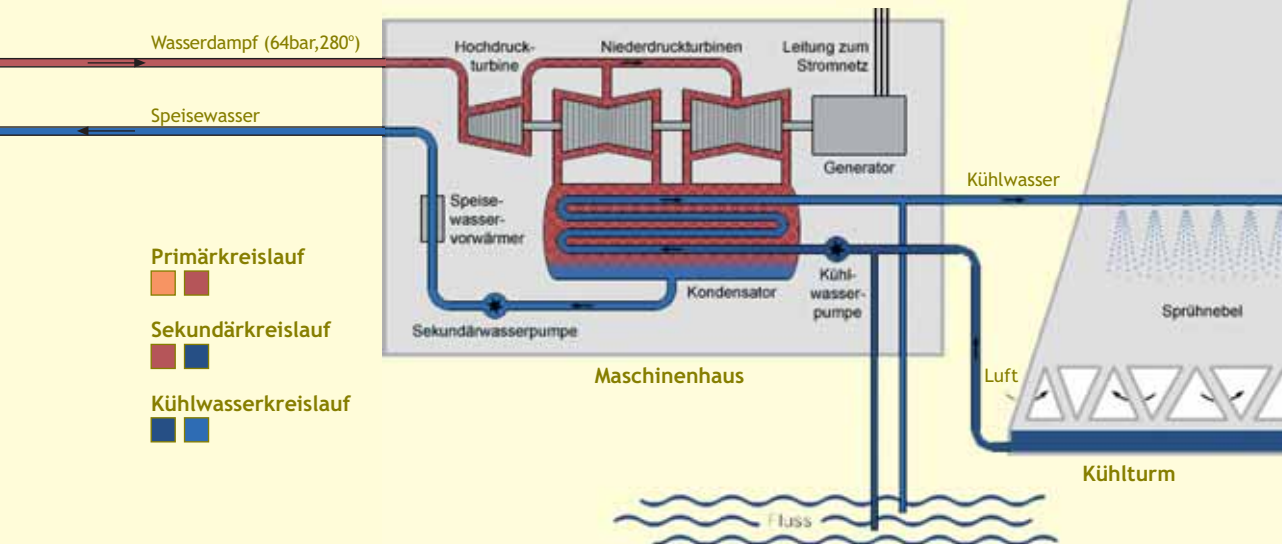 Wasserdampf (64bar,280°)
Speisewasser
Hochdruck-
turbine
Niederdruckturbinen
Leitung zum
Stromnetz
Generator
Kühlwasser
Speise-
wasser-
vorwärmer
Primärkreislauf
Sekundärkreislauf
Kühlwasserkreislauf
Kondensator
Kühl-
wasser-
pumpe
Sekundärwasserpumpe
Maschinenhaus
Sprühnebel
Luft
Kühlturm
Fluss